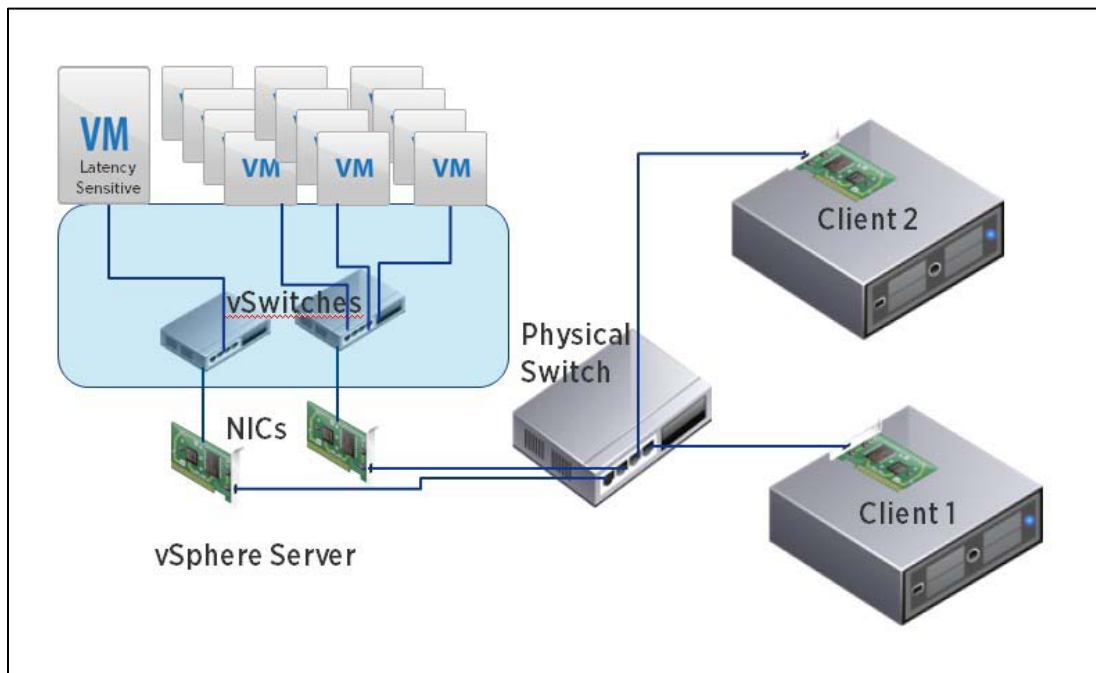 VM
Latency
Sensitive
VM
VM
VM
vSwitches
NICs
vSphere Server
Physical
Switch
Client 2
Client 1